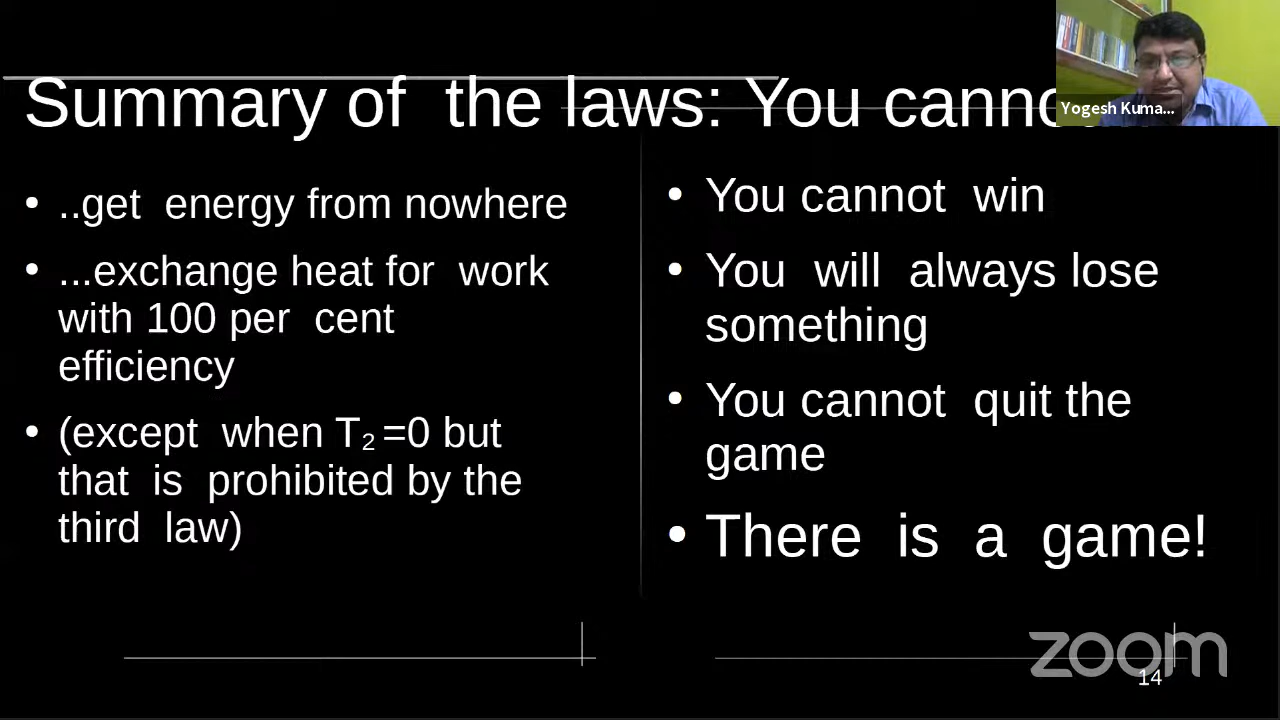 Summary of the laws: You
Yogesh Kuma...
..get energy from nowhere
...exchange heat for work
with 100 per cent
efficiency
(except when T₂=0 but
that is prohibited by the
third law)
You cannot win
You will always lose
something
You cannot quit the
game
There is a game!
zoom
14